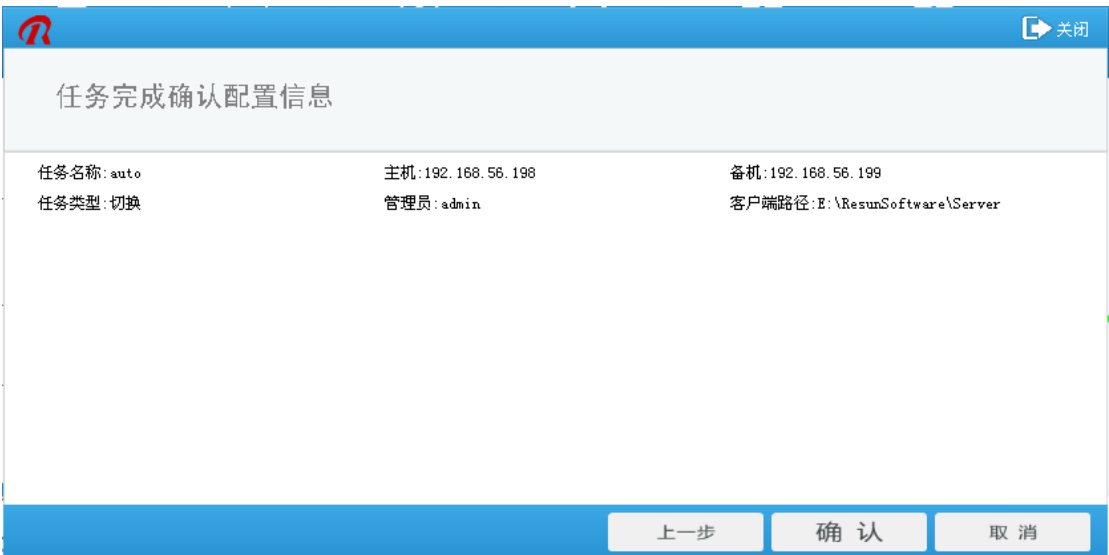 关闭
任务完成确认配置信息
任务名称:auto 主机:192.168.56.198 备机:192.168.56.199
任务类型:切换 管理员:admin 客户端路径:E:\ResunSoftware\Server
上一步 确 认 取 消